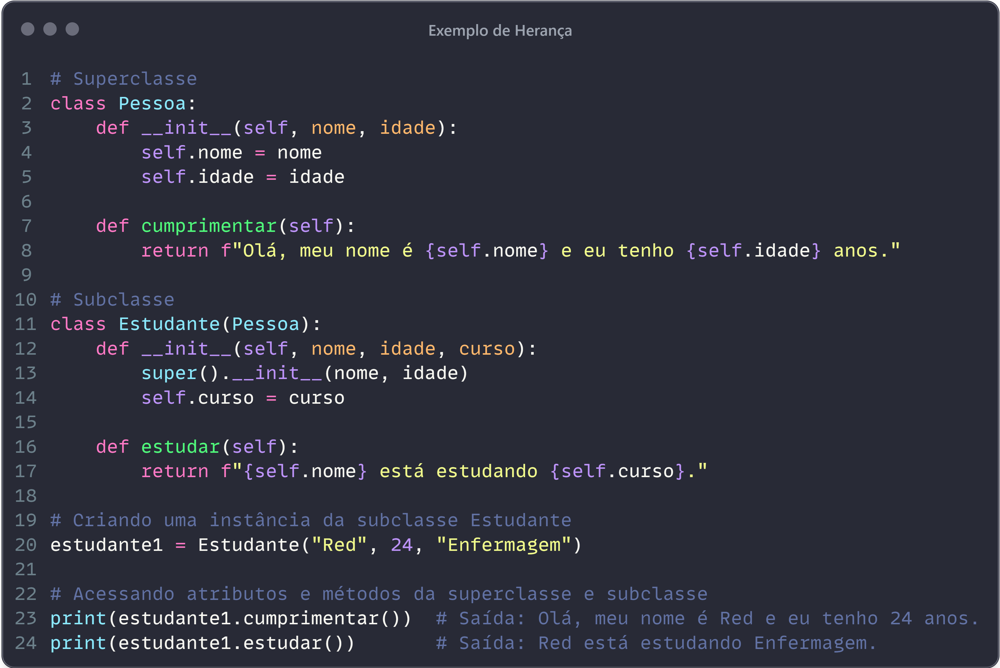 Exemplo de Herança
1 # Superclasse
2 class Pessoa:
3     def __init__(self, nome, idade):
4         self.nome = nome
5         self.idade = idade
6
7     def cumprimentar(self):
8         return f"Olá, meu nome é {self.nome} e eu tenho {self.idade} anos."
9
10 # Subclasse
11 class Estudante(Pessoa):
12     def __init__(self, nome, idade, curso):
13         super().__init__(nome, idade)
14         self.curso = curso
15
16     def estudar(self):
17         return f"{self.nome} está estudando {self.curso}."
18
19 # Criando uma instância da subclasse Estudante
20 estudante1 = Estudante("Red", 24, "Enfermagem")
21
22 # Acessando atributos e métodos da superclasse e subclasse
23 print(estudante1.cumprimentar())  # Saída: Olá, meu nome é Red e eu tenho 24 anos.
24 print(estudante1.estudar())       # Saída: Red está estudando Enfermagem.